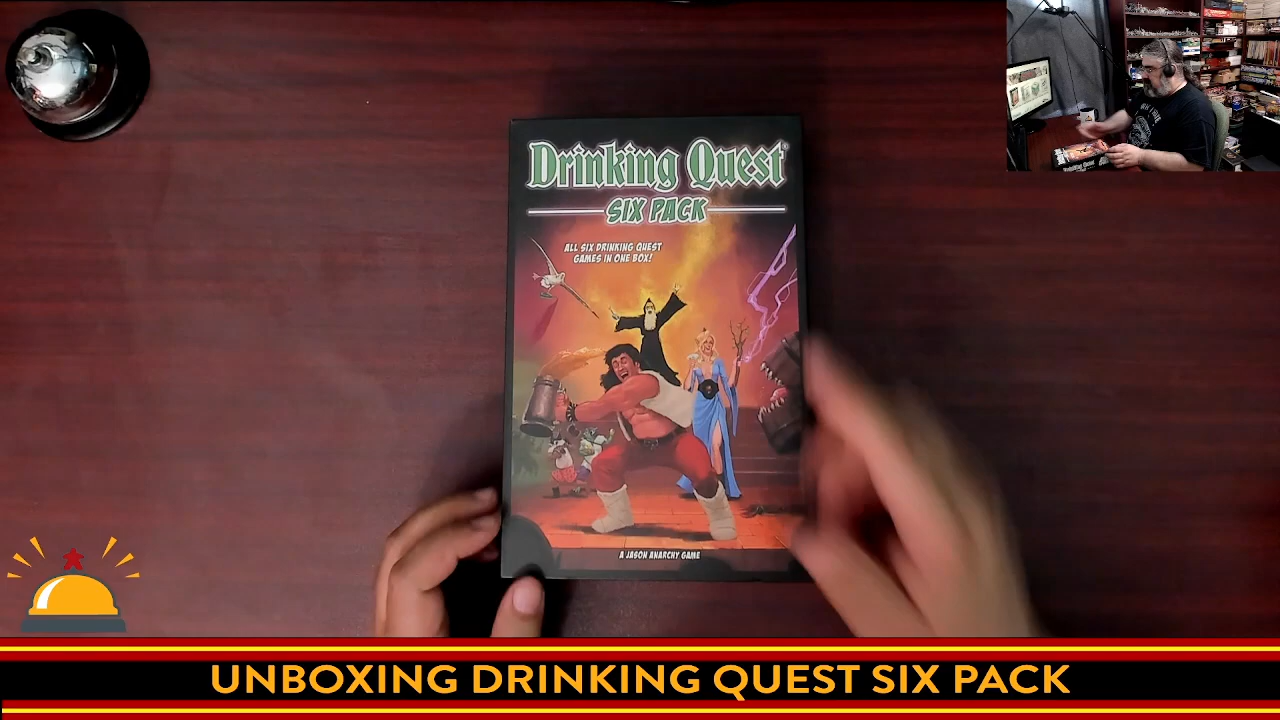 Drinking Quest
SIX PACK
ALL SIX DRINKING QUEST
GAMES IN ONE BOX!
A JASON ANARCHY GAME
UNBOXING DRINKING QUEST SIX PACK